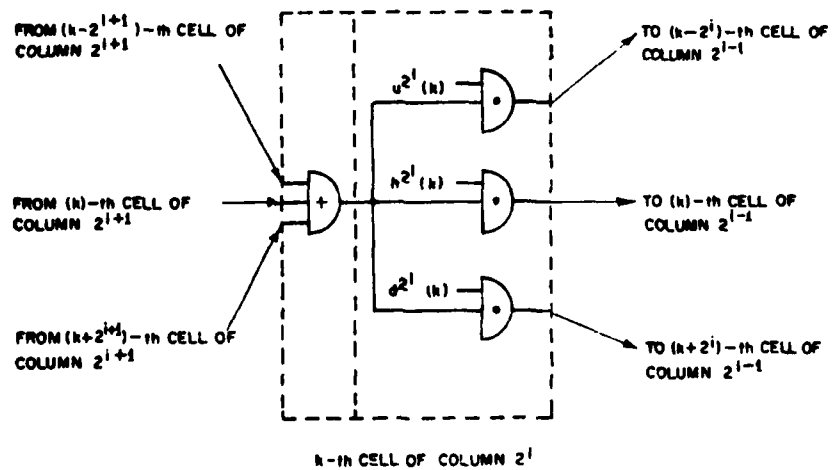 FROM (k-2^{i+1})-th CELL OF
COLUMN 2^{i+1}
TO (k-2^i)-th CELL OF
COLUMN 2^{i-1}
u^{2^i} (k)
•
FROM (k)-th CELL OF
COLUMN 2^{i+1}
+
h^{2^i} (k)
•
TO (k)-th CELL OF
COLUMN 2^{i-1}
d^{2^i} (k)
•
FROM (k+2^{i+1})-th CELL OF
COLUMN 2^{i+1}
TO (k+2^i)-th CELL OF
COLUMN 2^{i-1}
k-th CELL OF COLUMN 2^i